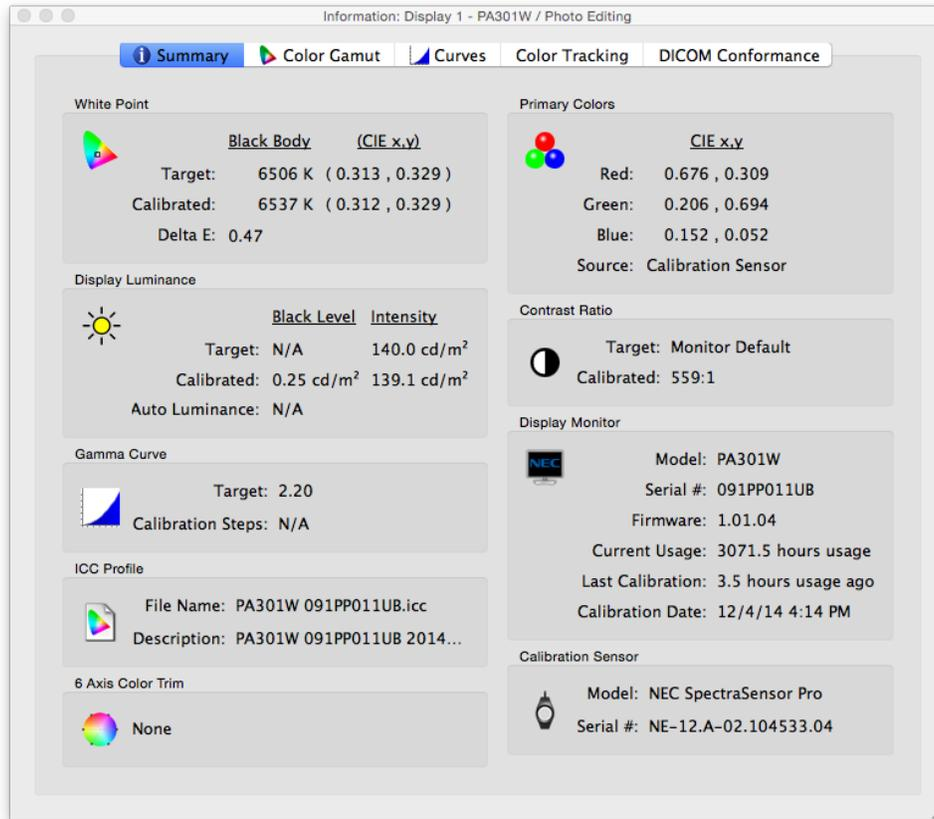 Information: Display 1 - PA301W / Photo Editing
Summary Color Gamut Curves Color Tracking DICOM Conformance
White Point
Black Body (CIE x,y)
Target: 6506 K ( 0.313 , 0.329 )
Calibrated: 6537 K ( 0.312 , 0.329 )
Delta E: 0.47
Display Luminance
Black Level Intensity
Target: N/A 140.0 cd/m²
Calibrated: 0.25 cd/m² 139.1 cd/m²
Auto Luminance: N/A
Gamma Curve
Target: 2.20
Calibration Steps: N/A
ICC Profile
File Name: PA301W 091PP011UB.icc
Description: PA301W 091PP011UB 2014...
6 Axis Color Trim
None
Primary Colors
CIE x,y
Red: 0.676 , 0.309
Green: 0.206 , 0.694
Blue: 0.152 , 0.052
Source: Calibration Sensor
Contrast Ratio
Target: Monitor Default
Calibrated: 559:1
Display Monitor
NEC
Model: PA301W
Serial #: 091PP011UB
Firmware: 1.01.04
Current Usage: 3071.5 hours usage
Last Calibration: 3.5 hours usage ago
Calibration Date: 12/4/14 4:14 PM
Calibration Sensor
Model: NEC SpectraSensor Pro
Serial #: NE-12.A-02.104533.04